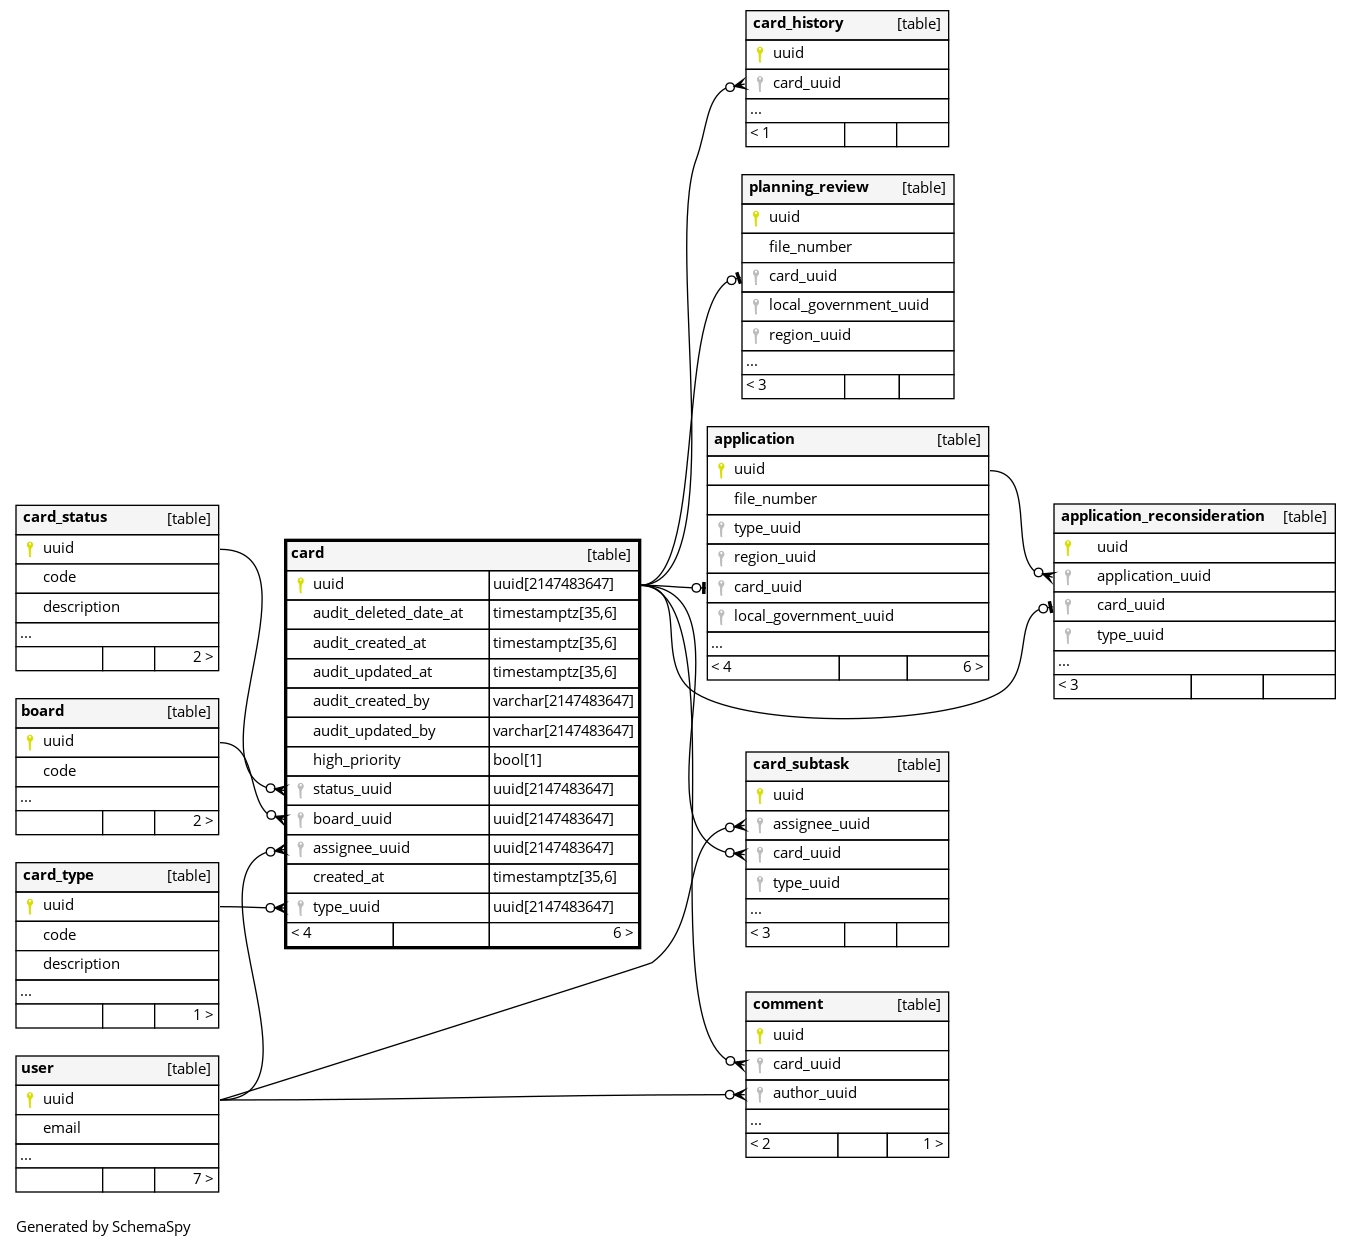 card_history [table]
uuid
card_uuid
...
< 1
planning_review [table]
uuid
file_number
card_uuid
local_government_uuid
region_uuid
...
< 3
application [table]
uuid
file_number
type_uuid
region_uuid
card_uuid
local_government_uuid
...
< 4 6 >
application_reconsideration [table]
uuid
application_uuid
card_uuid
type_uuid
...
< 3
card_status [table]
uuid
code
description
...
2 >
board [table]
uuid
code
...
2 >
card_type [table]
uuid
code
description
...
1 >
user [table]
uuid
email
...
7 >
card [table]
uuid uuid[2147483647]
audit_deleted_date_at timestamptz[35,6]
audit_created_at timestamptz[35,6]
audit_updated_at timestamptz[35,6]
audit_created_by varchar[2147483647]
audit_updated_by varchar[2147483647]
high_priority bool[1]
status_uuid uuid[2147483647]
board_uuid uuid[2147483647]
assignee_uuid uuid[2147483647]
created_at timestamptz[35,6]
type_uuid uuid[2147483647]
< 4 6 >
card_subtask [table]
uuid
assignee_uuid
card_uuid
type_uuid
...
< 3
comment [table]
uuid
card_uuid
author_uuid
...
< 2 1 >
Generated by SchemaSpy